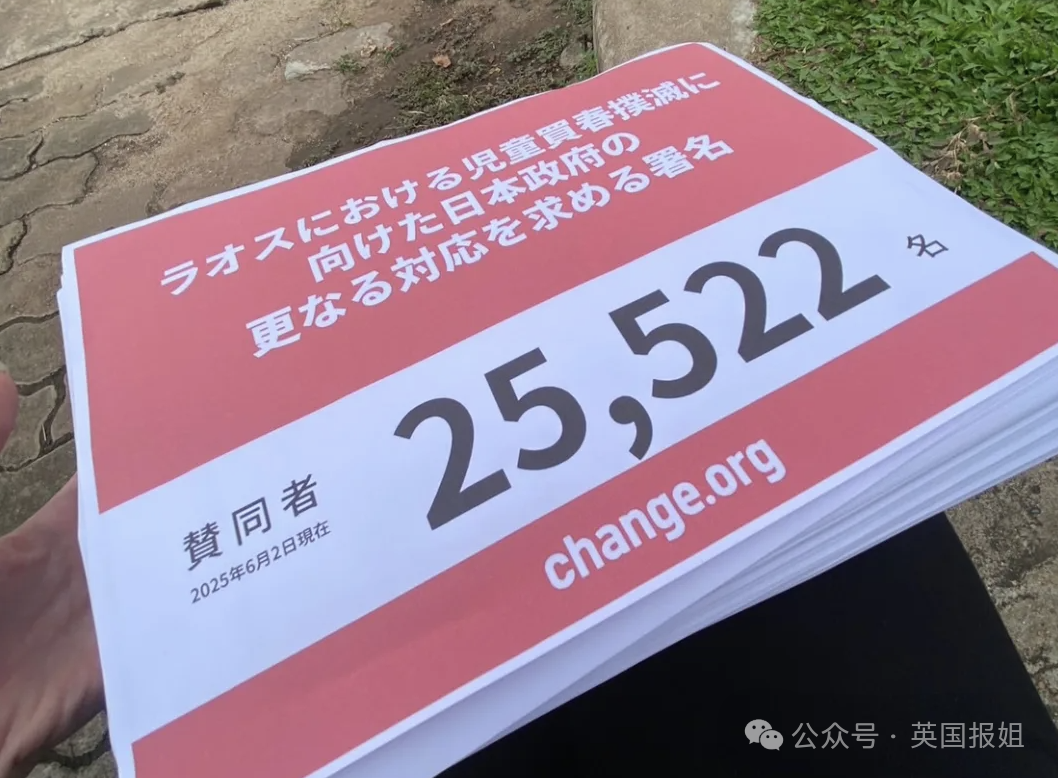 ラオスにおける児童買春撲滅に
向けた日本政府の
更なる対応を求める署名
賛同者
2025年6月2日現在
25,522 名
change.org
公众号 · 英国报姐